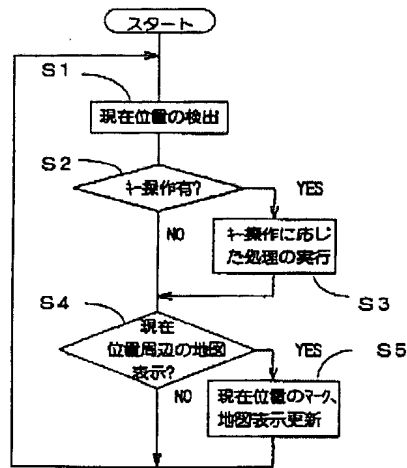 スタート
S1
現在位置の検出
S2
キー操作有?
YES
NO
キー操作に応じ
た処理の実行
S3
S4
現在
位置周辺の地図
表示?
YES
S5
NO
現在位置のマーク、
地図表示更新